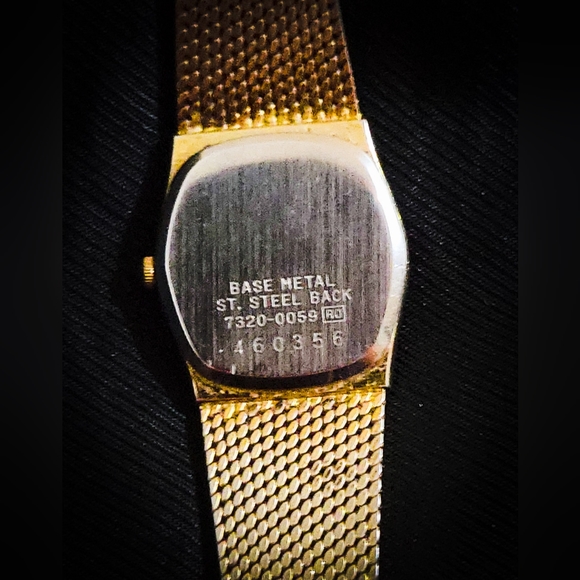 BASE METAL
ST. STEEL BACK
7320-0059 RO
460356